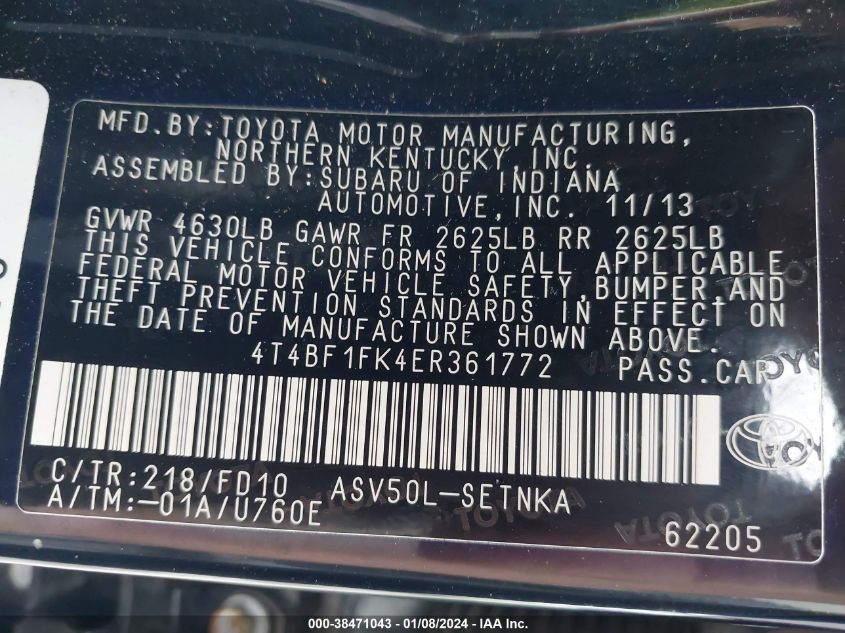 MFD.BY:TOYOTA MOTOR MANUFACTURING,
NORTHERN KENTUCKY,INC.
ASSEMBLED BY:SUBARU OF INDIANA
AUTOMOTIVE,INC. 11/13
GVWR 4630LB GAWR FR 2625LB RR 2625LB
THIS VEHICLE CONFORMS TO ALL APPLICABLE
FEDERAL MOTOR VEHICLE SAFETY,BUMPER,AND
THEFT PREVENTION STANDARDS IN EFFECT ON
THE DATE OF MANUFACTURE SHOWN ABOVE.
4T4BF1FK4ER361772 PASS.CAR
C/TR:218/FD10 ASV50L-SETNKA
A/TM:-01A/U760E
62205
000-38471043 / 01/08/2024 - IAA Inc.